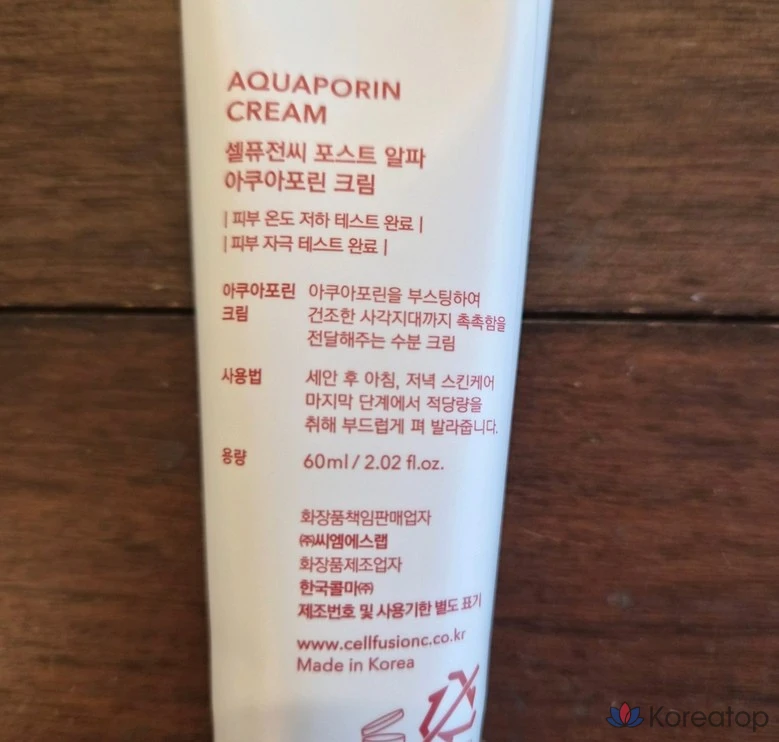 AQUAPORIN
CREAM
셀퓨전씨 포스트 알파
아쿠아포린 크림
| 피부 온도 저하 테스트 완료 |
| 피부 자극 테스트 완료 |
아쿠아포린 아쿠아포린을 부스팅하여
크림 건조한 사각지대까지 촉촉함을
전달해주는 수분 크림
사용법 세안 후 아침, 저녁 스킨케어
마지막 단계에서 적당량을
취해 부드럽게 펴 발라줍니다.
용량 60ml / 2.02 fl.oz.
화장품책임판매업자
㈜씨엠에스랩
화장품제조업자
한국콜마㈜
제조번호 및 사용기한 별도 표기
www.cellfusionc.co.kr
Made in Korea
Koreatop